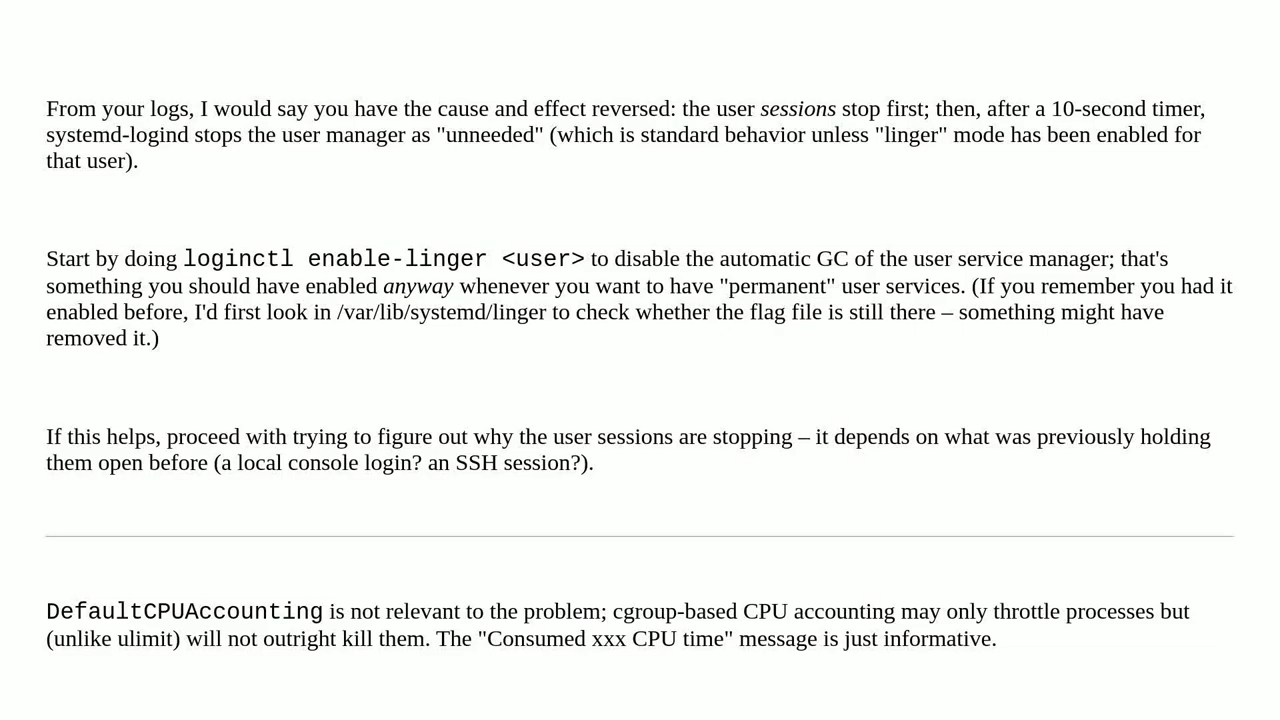 From your logs, I would say you have the cause and effect reversed: the user sessions stop first; then, after a 10-second timer,
systemd-logind stops the user manager as "unneeded" (which is standard behavior unless "linger" mode has been enabled for
that user).
Start by doing loginctl enable-linger <user> to disable the automatic GC of the user service manager; that's
something you should have enabled anyway whenever you want to have "permanent" user services. (If you remember you had it
enabled before, I'd first look in /var/lib/systemd/linger to check whether the flag file is still there – something might have
removed it.)
If this helps, proceed with trying to figure out why the user sessions are stopping – it depends on what was previously holding
them open before (a local console login? an SSH session?).
DefaultCPUAccounting is not relevant to the problem; cgroup-based CPU accounting may only throttle processes but
(unlike ulimit) will not outright kill them. The "Consumed xxx CPU time" message is just informative.